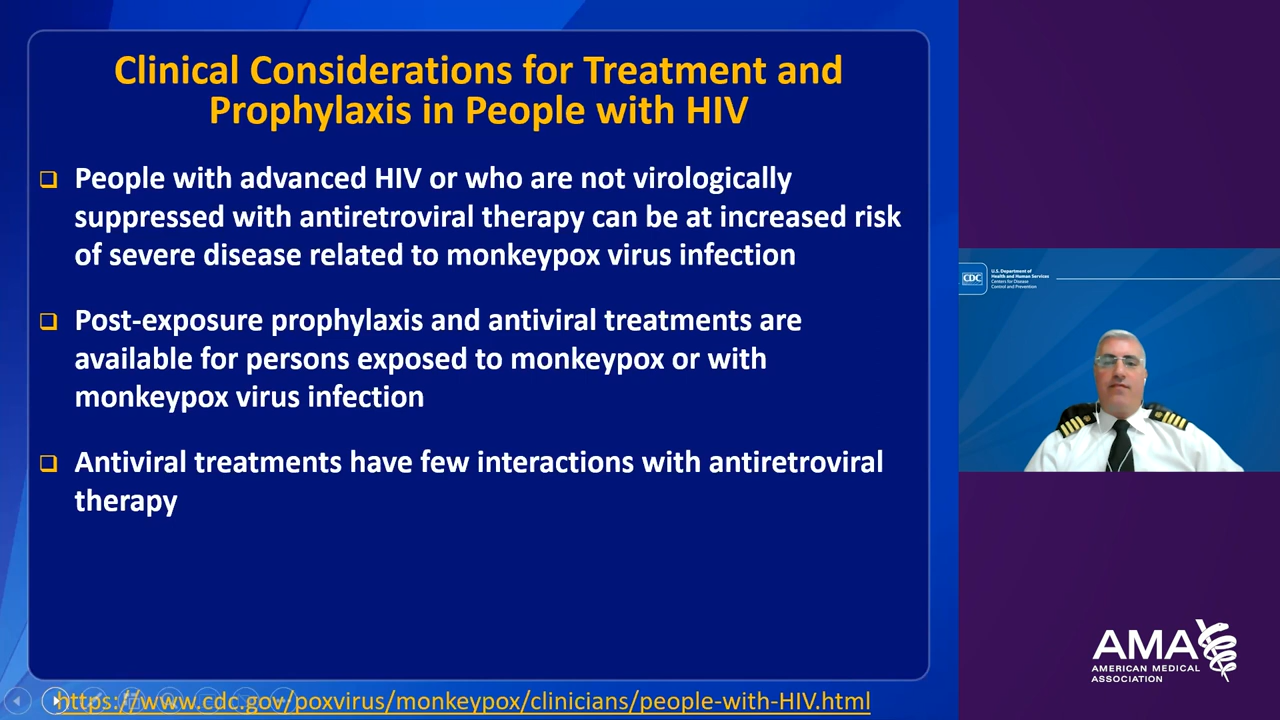 Clinical Considerations for Treatment and
Prophylaxis in People with HIV
People with advanced HIV or who are not virologically
suppressed with antiretroviral therapy can be at increased risk
of severe disease related to monkeypox virus infection
Post-exposure prophylaxis and antiviral treatments are
available for persons exposed to monkeypox or with
monkeypox virus infection
Antiviral treatments have few interactions with antiretroviral
therapy
https://www.cdc.gov/poxvirus/monkeypox/clinicians/people-with-HIV.html
CDC
U.S. Department of
Health and Human Services
Centers for Disease
Control and Prevention
AMA
AMERICAN MEDICAL
ASSOCIATION